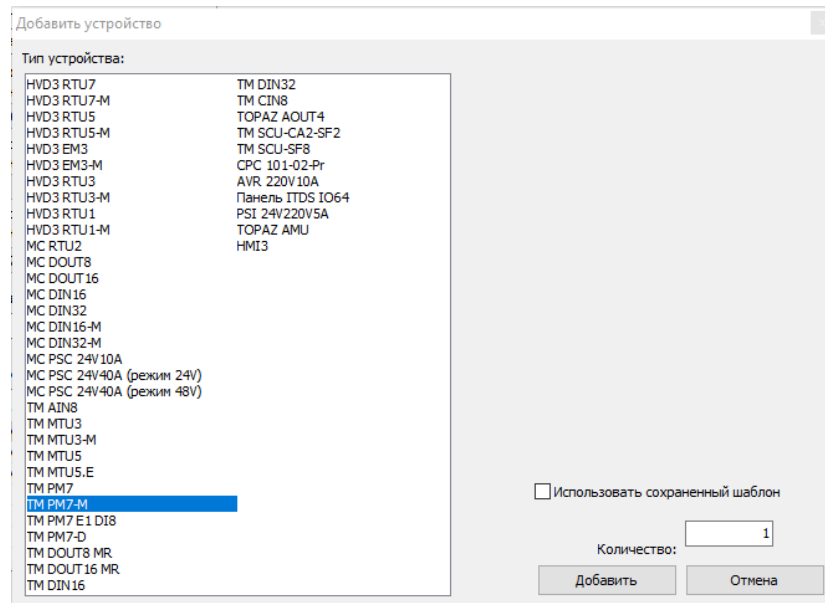 Добавить устройство
Тип устройства:
HVD3 RTU7
HVD3 RTU7-M
HVD3 RTU5
HVD3 RTU5-M
HVD3 EM3
HVD3 EM3-M
HVD3 RTU3
HVD3 RTU3-M
HVD3 RTU1
HVD3 RTU1-M
MC RTU2
MC DOUT8
MC DOUT16
MC DIN16
MC DIN32
MC DIN16-M
MC DIN32-M
MC PSC 24V10A
MC PSC 24V40A (режим 24V)
MC PSC 24V40A (режим 48V)
TM AIN8
TM MTU3
TM MTU3-M
TM MTU5
TM MTU5.E
TM PM7
TM PM7-M
TM PM7 E1 DI8
TM PM7-D
TM DOUT8 MR
TM DOUT16 MR
TM DIN16
TM DIN32
TM CIN8
TOPAZ AOUT4
TM SCU-CA2-SF2
TM SCU-SF8
CPC 101-02-Pr
AVR 220V10A
Панель ITDS IO64
PSI 24V220V5A
TOPAZ AMU
HMI3
Использовать сохраненный шаблон
Количество: 1
Добавить Отмена